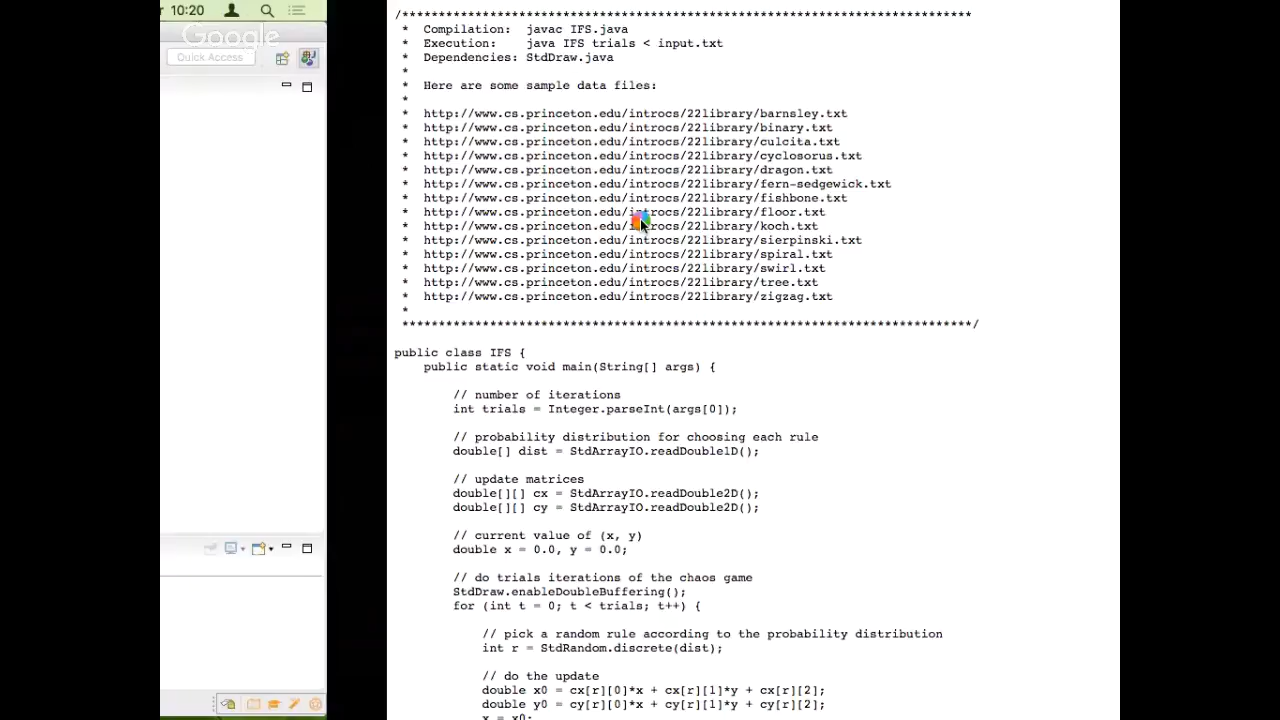 10:20
Google
Quick Access
/******************************************************************************
 *  Compilation:  javac IFS.java
 *  Execution:    java IFS trials < input.txt
 *  Dependencies: StdDraw.java
 *
 *  Here are some sample data files:
 *
 *  http://www.cs.princeton.edu/introcs/22library/barnsley.txt
 *  http://www.cs.princeton.edu/introcs/22library/binary.txt
 *  http://www.cs.princeton.edu/introcs/22library/culcita.txt
 *  http://www.cs.princeton.edu/introcs/22library/cyclosorus.txt
 *  http://www.cs.princeton.edu/introcs/22library/dragon.txt
 *  http://www.cs.princeton.edu/introcs/22library/fern-sedgewick.txt
 *  http://www.cs.princeton.edu/introcs/22library/fishbone.txt
 *  http://www.cs.princeton.edu/introcs/22library/floor.txt
 *  http://www.cs.princeton.edu/introcs/22library/koch.txt
 *  http://www.cs.princeton.edu/introcs/22library/sierpinski.txt
 *  http://www.cs.princeton.edu/introcs/22library/spiral.txt
 *  http://www.cs.princeton.edu/introcs/22library/swirl.txt
 *  http://www.cs.princeton.edu/introcs/22library/tree.txt
 *  http://www.cs.princeton.edu/introcs/22library/zigzag.txt
 *
 ******************************************************************************/
public class IFS {
    public static void main(String[] args) {
        // number of iterations
        int trials = Integer.parseInt(args[0]);
        // probability distribution for choosing each rule
        double[] dist = StdArrayIO.readDouble1D();
        // update matrices
        double[][] cx = StdArrayIO.readDouble2D();
        double[][] cy = StdArrayIO.readDouble2D();
        // current value of (x, y)
        double x = 0.0, y = 0.0;
        // do trials iterations of the chaos game
        StdDraw.enableDoubleBuffering();
        for (int t = 0; t < trials; t++) {
            // pick a random rule according to the probability distribution
            int r = StdRandom.discrete(dist);
            // do the update
            double x0 = cx[r][0]*x + cx[r][1]*y + cx[r][2];
            double y0 = cy[r][0]*x + cy[r][1]*y + cy[r][2];
            x = x0;